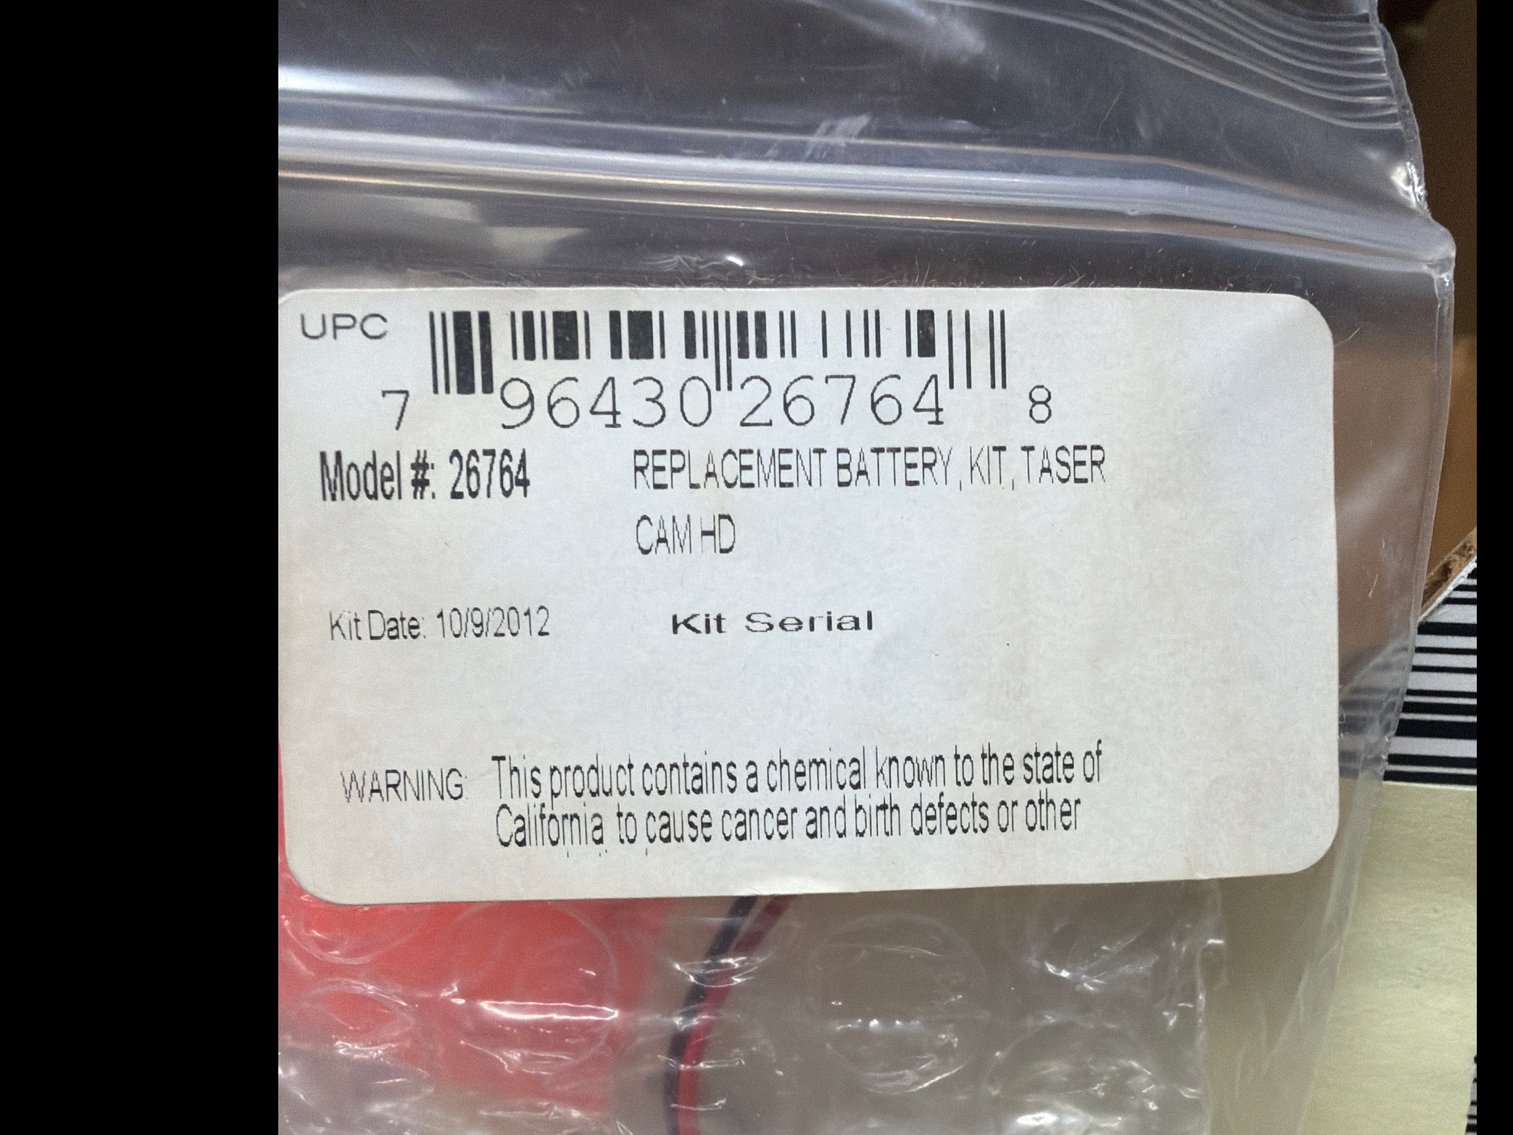 UPC
7 96430 26764 8
Model #: 26764 REPLACEMENT BATTERY, KIT, TASER
CAM HD
Kit Date: 10/9/2012 Kit Serial
WARNING: This product contains a chemical known to the state of
California to cause cancer and birth defects or other